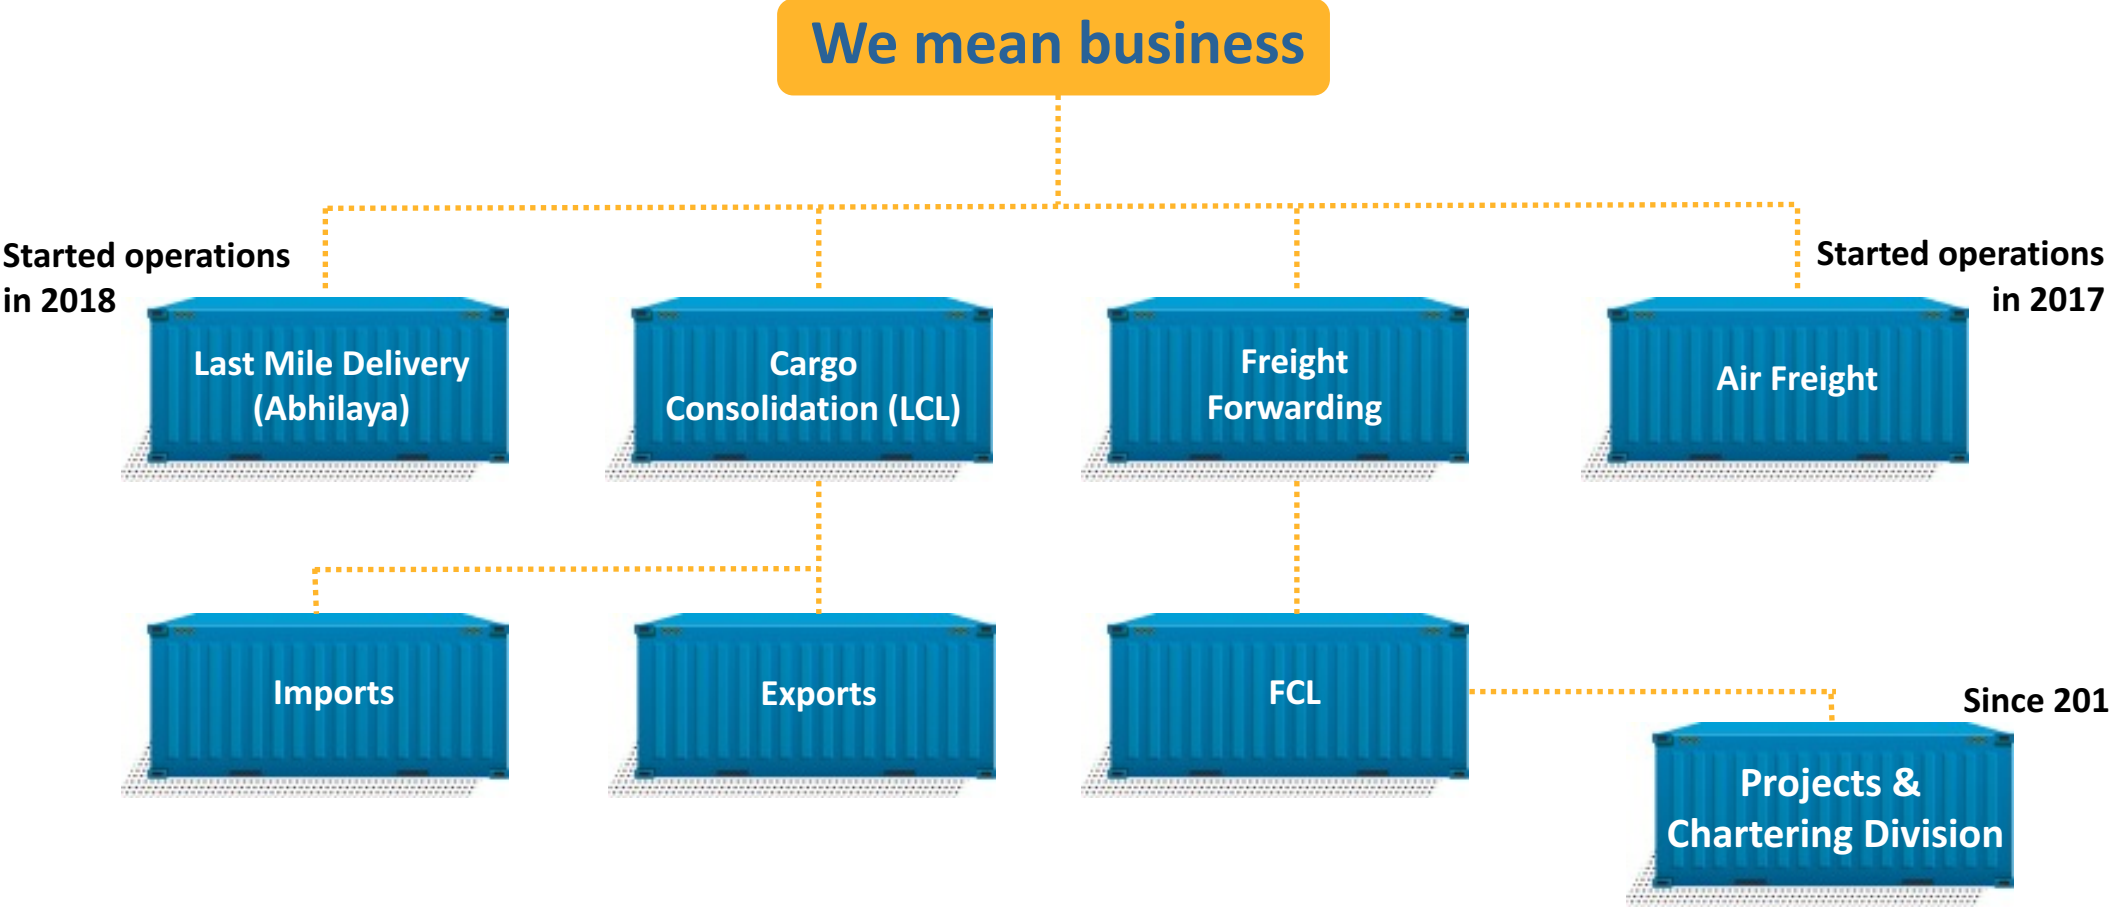 We mean business
Started operations
in 2018
Started operations
in 2017
Last Mile Delivery
(Abhilaya)
Cargo
Consolidation (LCL)
Freight
Forwarding
Air Freight
Imports
Exports
FCL
Since 201
Projects &
Chartering Division